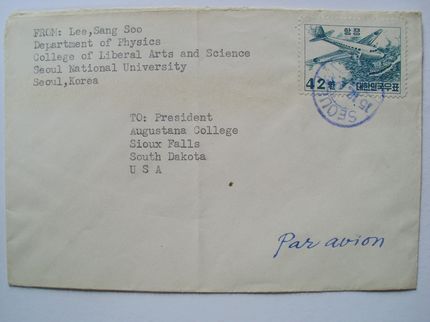 FROM: Lee,Sang Soo
Department of Physics
College of Liberal Arts and Science
Seoul National University
Seoul,Korea
항공
42환 대한민국우표
SEOUL
15
TO: President
Augustana College
Sioux Falls
South Dakota
U S A
Par avion